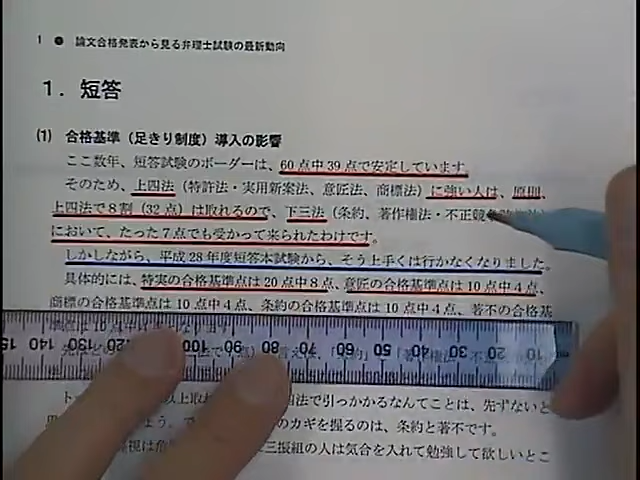 1 ● 論文合格発表から見る弁理士試験の最新動向
1．短答
(1) 合格基準（足きり制度）導入の影響
ここ数年、短答試験のボーダーは、60点中39点で安定しています。
そのため、上四法（特許法・実用新案法、意匠法、商標法）に強い人は、原則、
上四法で8割（32点）は取れるので、下三法（条約、著作権法・不正競
において、たった7点でも受かって来られたわけです。
しかしながら、平成28年度短答本試験から、そう上手くは行かなくなりました。
具体的には、特実の合格基準点は20点中8点、意匠の合格基準点は10点中4点、
商標の合格基準点は10点中4点、条約の合格基準点は10点中4点、著不の合格基
150 140 130 120 100 90 80 70 60 50 40 30 20 10
法で引っかかるなんてことは、先ずないと
のカギを握るのは、条約と著不です。
三振組の人は気合を入れて勉強して欲しいとこ